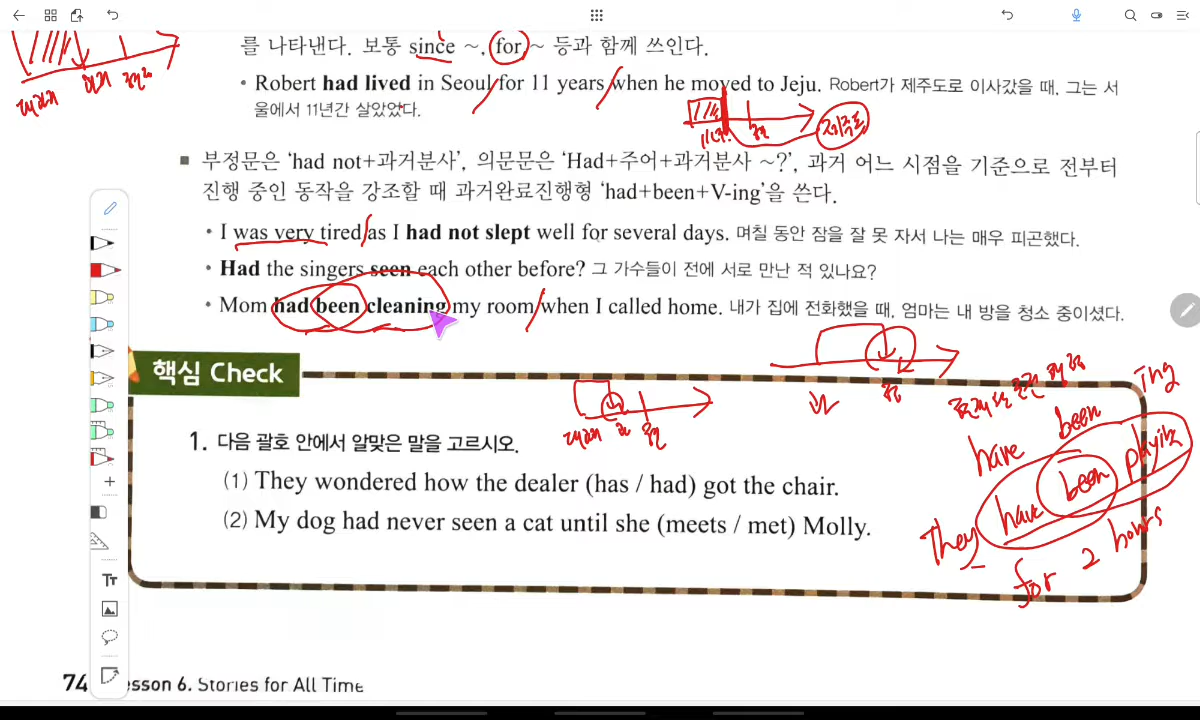 를 나타낸다. 보통 since ~, for ~ 등과 함께 쓰인다.
• Robert had lived in Seoul for 11 years when he moved to Jeju. Robert가 제주도로 이사갔을 때, 그는 서
울에서 11년간 살았었다.
제주도
■ 부정문은 ‘had not+과거분사’, 의문문은 ‘Had+주어+과거분사 ~?’, 과거 어느 시점을 기준으로 전부터
진행 중인 동작을 강조할 때 과거완료진행형 ‘had+been+V-ing’을 쓴다.
• I was very tired as I had not slept well for several days. 며칠 동안 잠을 잘 못 자서 나는 매우 피곤했다.
• Had the singers seen each other before? 그 가수들이 전에 서로 만난 적 있나요?
• Mom had been cleaning my room when I called home. 내가 집에 전화했을 때, 엄마는 내 방을 청소 중이셨다.
핵심 Check
ing
have been
They have been playing
for 2 hours
1. 다음 괄호 안에서 알맞은 말을 고르시오.
(1) They wondered how the dealer (has / had) got the chair.
(2) My dog had never seen a cat until she (meets / met) Molly.
Tт
74 esson 6. Stories for All Time